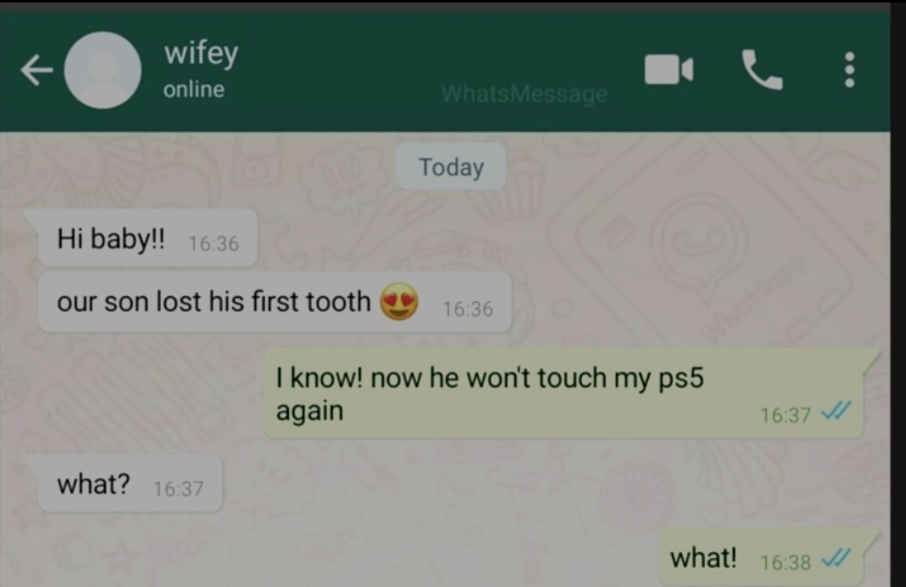 wifey
online
WhatsMessage
Today
Hi baby!! 16:36
our son lost his first tooth 😍 16:36
I know! now he won't touch my ps5
again 16:37
what? 16:37
what! 16:38
WhatsApp